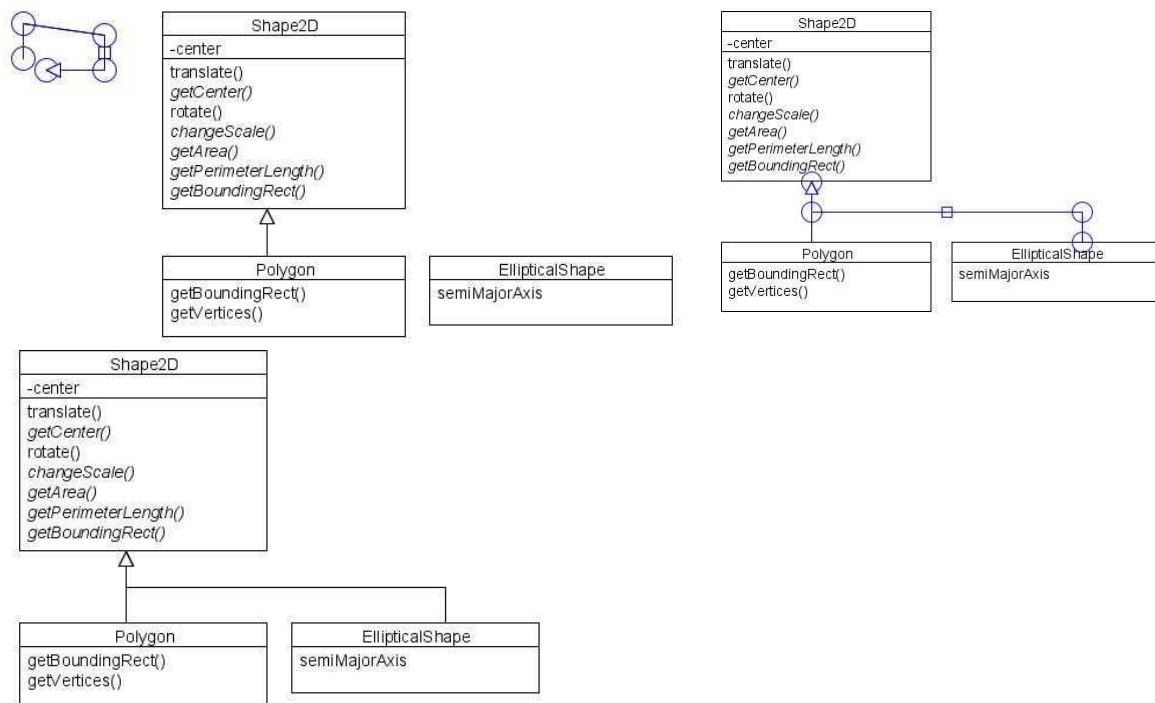 Shape2D
-center
translate()
getCenter()
rotate()
changeScale()
getArea()
getPerimeterLength()
getBoundingRect()
Polygon
getBoundingRect()
getVertices()
EllipticalShape
semiMajorAxis
Shape2D
-center
translate()
getCenter()
rotate()
changeScale()
getArea()
getPerimeterLength()
getBoundingRect()
Polygon
getBoundingRect()
getVertices()
EllipticalShape
semiMajorAxis
Shape2D
-center
translate()
getCenter()
rotate()
changeScale()
getArea()
getPerimeterLength()
getBoundingRect()
Polygon
getBoundingRect()
getVertices()
EllipticalShape
semiMajorAxis